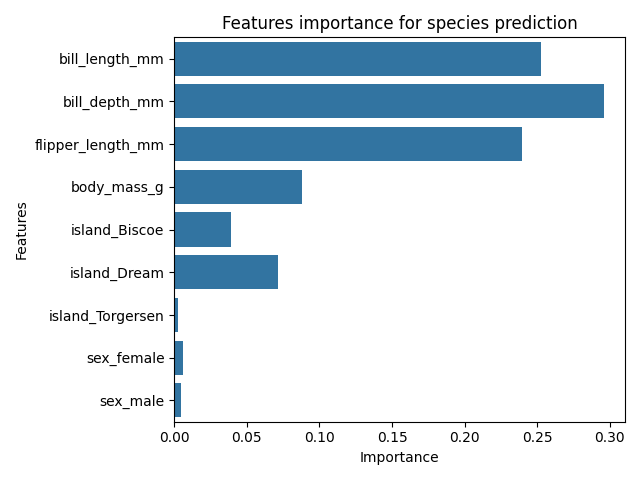 Features importance for species prediction
bill_length_mm
bill_depth_mm
flipper_length_mm
body_mass_g
island_Biscoe
island_Dream
island_Torgersen
sex_female
sex_male
Features
0.00 0.05 0.10 0.15 0.20 0.25 0.30
Importance